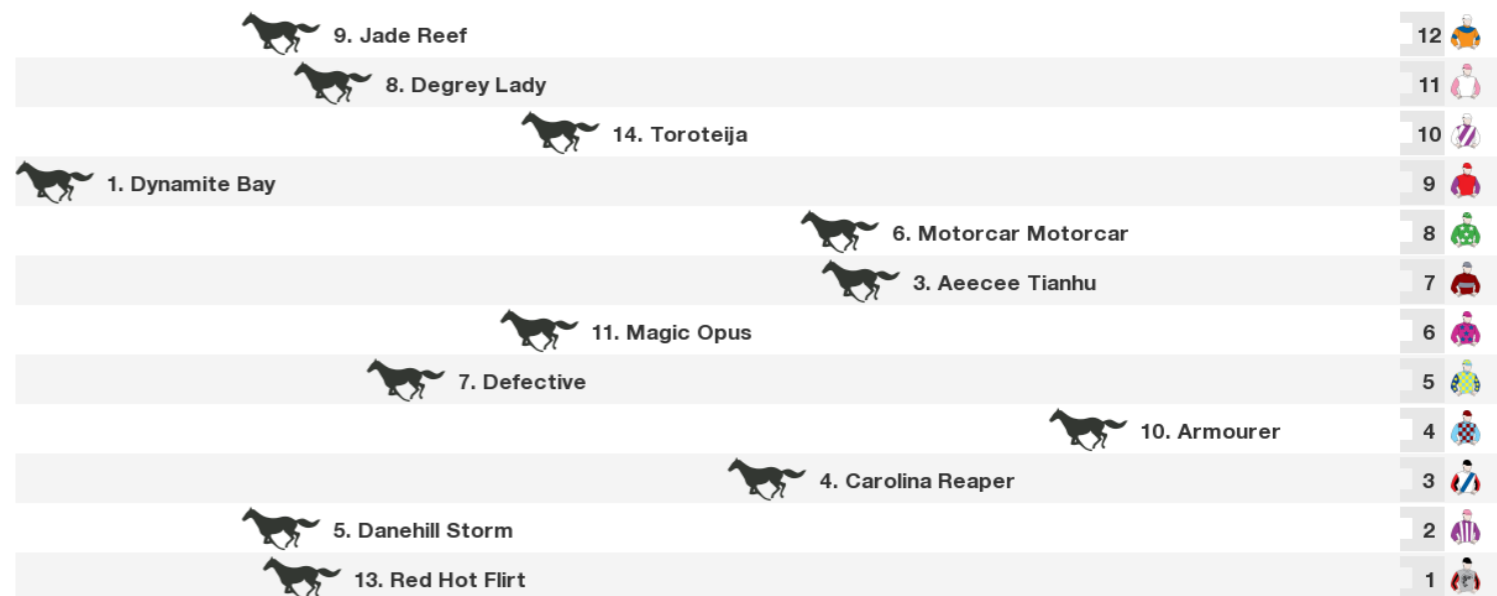 9. Jade Reef 12
8. Degrey Lady 11
14. Toroteija 10
1. Dynamite Bay 9
6. Motorcar Motorcar 8
3. Aeecee Tianhu 7
11. Magic Opus 6
7. Defective 5
10. Armourer 4
4. Carolina Reaper 3
5. Danehill Storm 2
13. Red Hot Flirt 1